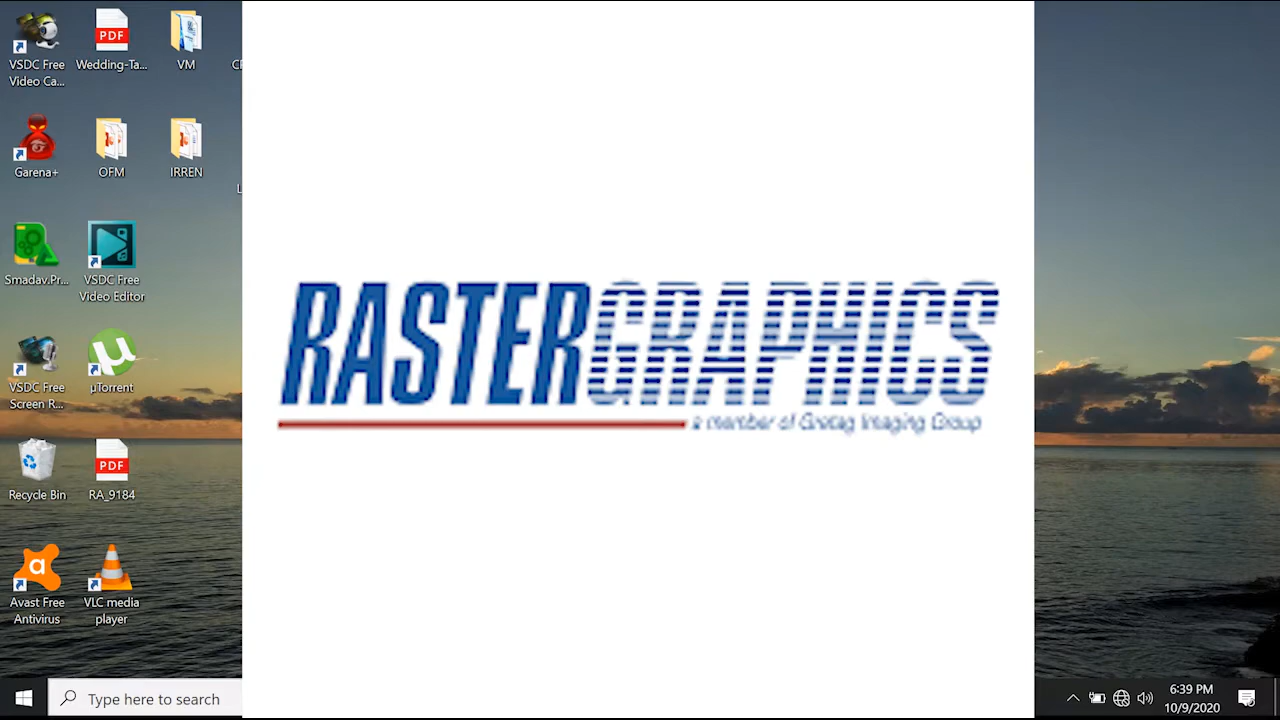 VSDC Free
Video Ca...
Wedding-Ta...
VM
Garena+
OFM
IRREN
Smadav.Pr...
VSDC Free
Video Editor
VSDC Free
Screen R...
µTorrent
Recycle Bin
RA_9184
Avast Free
Antivirus
VLC media
player
PDF
PDF
RASTERGRAPHICS
a member of Gretag Imaging Group
Type here to search
6:39 PM
10/9/2020